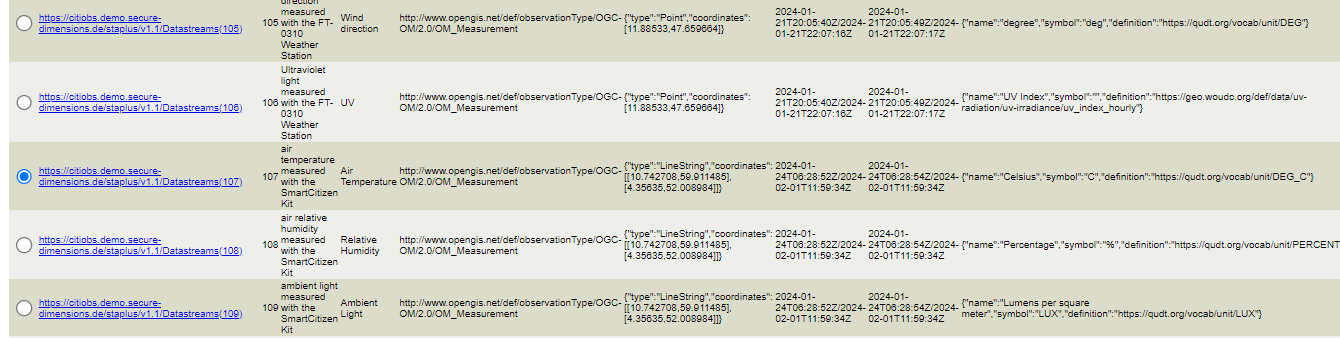 direction
measured
https://citiobs.demo.secure-
dimensions.de/staplus/v1.1/Datastreams(105)
105 with the FT-
0310
Weather
Station
Wind
direction
http://www.opengis.net/def/observationType/OGC-
OM/2.0/OM_Measurement
{"type":"Point","coordinates":
[11.88533,47.659664]}
2024-01-
21T20:05:40Z/2024-
01-21T22:07:16Z
2024-01-
21T20:05:49Z/2024-
01-21T22:07:17Z
{"name":"degree","symbol":"deg","definition":"https://qudt.org/vocab/unit/DEG"}
https://citiobs.demo.secure-
dimensions.de/staplus/v1.1/Datastreams(106)
Ultraviolet
light
measured
106 with the FT-
0310
Weather
Station
UV
http://www.opengis.net/def/observationType/OGC-
OM/2.0/OM_Measurement
{"type":"Point","coordinates":
[11.88533,47.659664]}
2024-01-
21T20:05:40Z/2024-
01-21T22:07:16Z
2024-01-
21T20:05:49Z/2024-
01-21T22:07:17Z
{"name":"UV Index","symbol":"","definition":"https://geo.woudc.org/def/data/uv-
radiation/uv-irradiance/uv_index_hourly"}
https://citiobs.demo.secure-
dimensions.de/staplus/v1.1/Datastreams(107)
air
temperature
measured
107 with the
SmartCitizen
Kit
Air
Temperature
http://www.opengis.net/def/observationType/OGC-
OM/2.0/OM_Measurement
{"type":"LineString","coordinates":
[[10.742708,59.911485],
[4.35635,52.008984]]}
2024-01-
24T06:28:52Z/2024-
02-01T11:59:34Z
2024-01-
24T06:28:54Z/2024-
02-01T11:59:34Z
{"name":"Celsius","symbol":"C","definition":"https://qudt.org/vocab/unit/DEG_C"}
https://citiobs.demo.secure-
dimensions.de/staplus/v1.1/Datastreams(108)
air relative
humidity
108 measured
with the
SmartCitizen
Kit
Relative
Humidity
http://www.opengis.net/def/observationType/OGC-
OM/2.0/OM_Measurement
{"type":"LineString","coordinates":
[[10.742708,59.911485],
[4.35635,52.008984]]}
2024-01-
24T06:28:52Z/2024-
02-01T11:59:34Z
2024-01-
24T06:28:54Z/2024-
02-01T11:59:34Z
{"name":"Percentage","symbol":"%","definition":"https://qudt.org/vocab/unit/PERCENT
https://citiobs.demo.secure-
dimensions.de/staplus/v1.1/Datastreams(109)
ambient light
measured
109 with the
SmartCitizen
Kit
Ambient
Light
http://www.opengis.net/def/observationType/OGC-
OM/2.0/OM_Measurement
{"type":"LineString","coordinates":
[[10.742708,59.911485],
[4.35635,52.008984]]}
2024-01-
24T06:28:52Z/2024-
02-01T11:59:34Z
2024-01-
24T06:28:54Z/2024-
02-01T11:59:34Z
{"name":"Lumens per square
meter","symbol":"LUX","definition":"https://qudt.org/vocab/unit/LUX"}